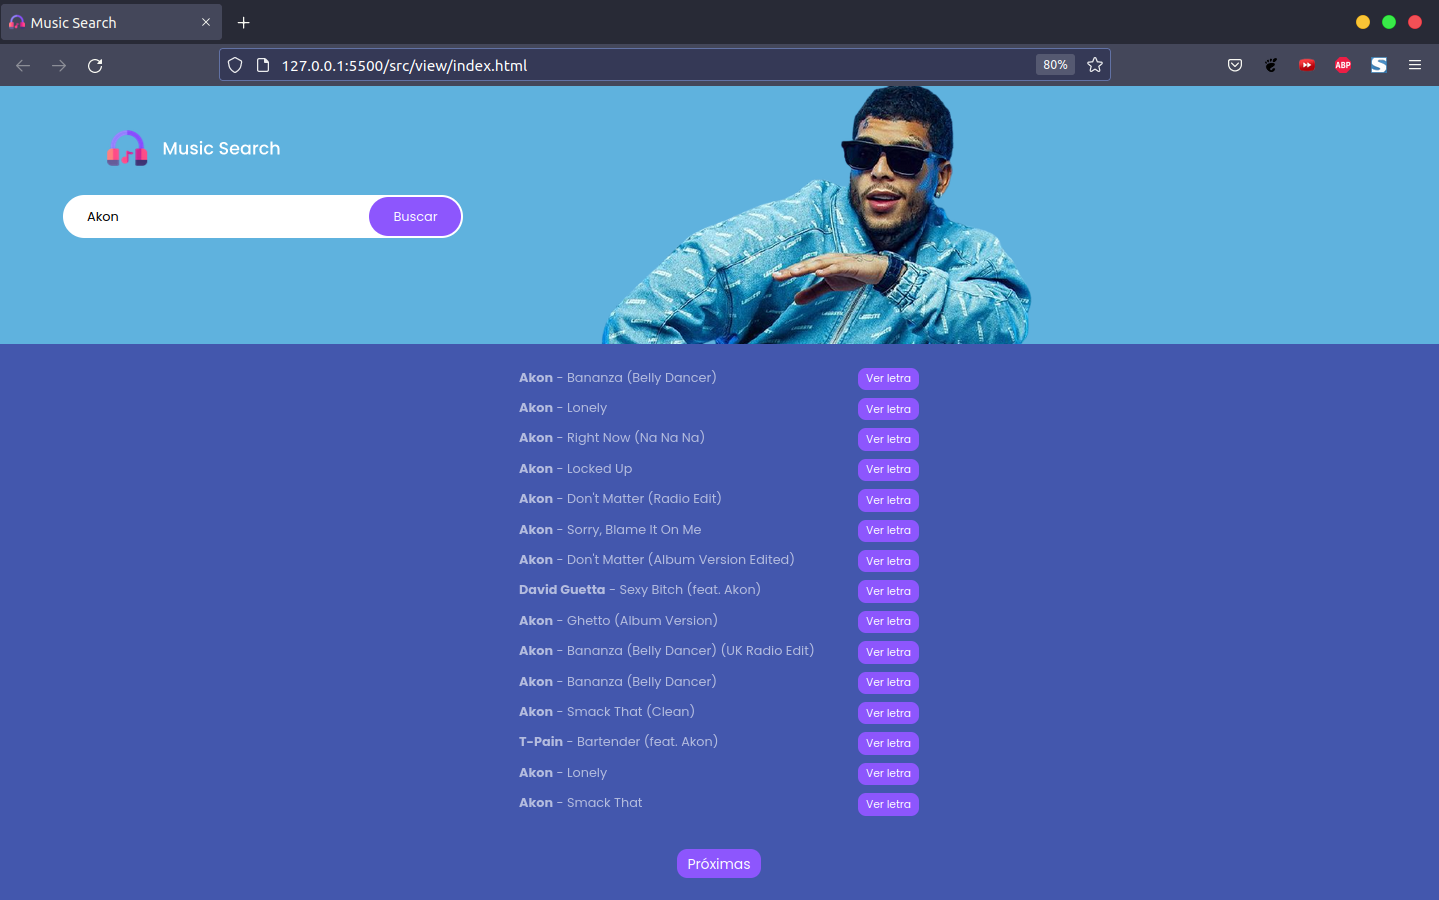 Music Search
127.0.0.1:5500/src/view/index.html 80% ABP
Music Search
Akon Buscar
Akon - Bananza (Belly Dancer) Ver letra
Akon - Lonely Ver letra
Akon - Right Now (Na Na Na) Ver letra
Akon - Locked Up Ver letra
Akon - Don't Matter (Radio Edit) Ver letra
Akon - Sorry, Blame It On Me Ver letra
Akon - Don't Matter (Album Version Edited) Ver letra
David Guetta - Sexy Bitch (feat. Akon) Ver letra
Akon - Ghetto (Album Version) Ver letra
Akon - Bananza (Belly Dancer) (UK Radio Edit) Ver letra
Akon - Bananza (Belly Dancer) Ver letra
Akon - Smack That (Clean) Ver letra
T-Pain - Bartender (feat. Akon) Ver letra
Akon - Lonely Ver letra
Akon - Smack That Ver letra
Próximas